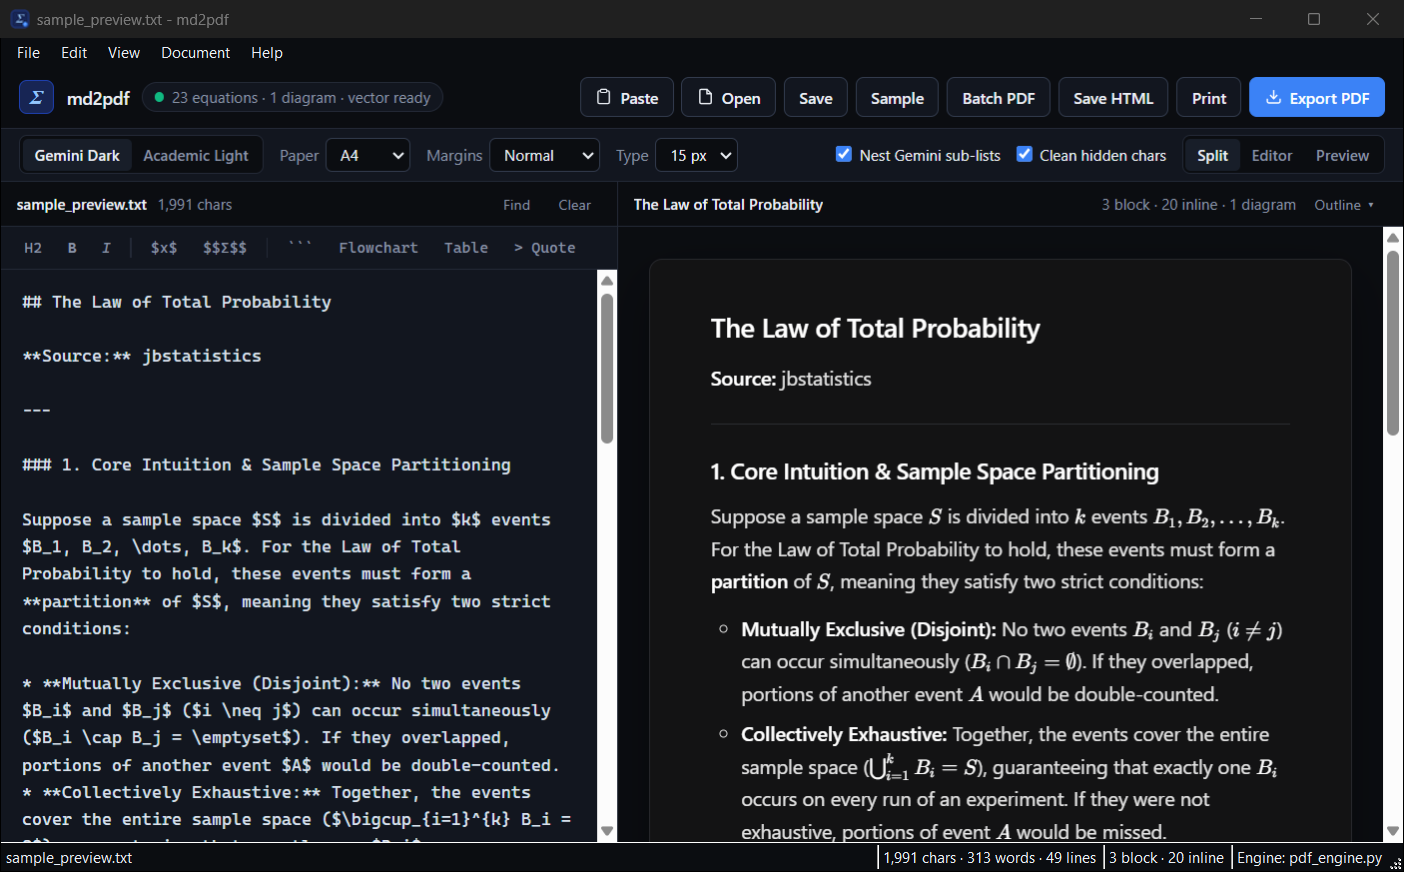 sample_preview.txt - md2pdf
File Edit View Document Help
Σ md2pdf 23 equations · 1 diagram · vector ready Paste Open Save Sample Batch PDF Save HTML Print Export PDF
Gemini Dark Academic Light Paper A4 Margins Normal Type 15 px Nest Gemini sub-lists Clean hidden chars Split Editor Preview
sample_preview.txt 1,991 chars Find Clear
H2 B I $x$ $$Σ$$ ``` Flowchart Table > Quote
## The Law of Total Probability
**Source:** jbstatistics
---
### 1. Core Intuition & Sample Space Partitioning
Suppose a sample space $S$ is divided into $k$ events
$B_1, B_2, \dots, B_k$. For the Law of Total
Probability to hold, these events must form a
**partition** of $S$, meaning they satisfy two strict
conditions:
* **Mutually Exclusive (Disjoint):** No two events
$B_i$ and $B_j$ ($i \neq j$) can occur simultaneously
($B_i \cap B_j = \emptyset$). If they overlapped,
portions of another event $A$ would be double-counted.
* **Collectively Exhaustive:** Together, the events
cover the entire sample space ($\bigcup_{i=1}^{k} B_i =
The Law of Total Probability 3 block · 20 inline · 1 diagram Outline
The Law of Total Probability
Source: jbstatistics
1. Core Intuition & Sample Space Partitioning
Suppose a sample space S is divided into k events B₁, B₂, …, Bₖ.
For the Law of Total Probability to hold, these events must form a
partition of S, meaning they satisfy two strict conditions:
○ Mutually Exclusive (Disjoint): No two events Bᵢ and Bⱼ (i ≠ j)
can occur simultaneously (Bᵢ ∩ Bⱼ = ∅). If they overlapped,
portions of another event A would be double-counted.
○ Collectively Exhaustive: Together, the events cover the entire
sample space (⋃ᵢ₌₁ᵏ Bᵢ = S), guaranteeing that exactly one Bᵢ
occurs on every run of an experiment. If they were not
exhaustive, portions of event A would be missed.
sample_preview.txt 1,991 chars · 313 words · 49 lines 3 block · 20 inline Engine: pdf_engine.py